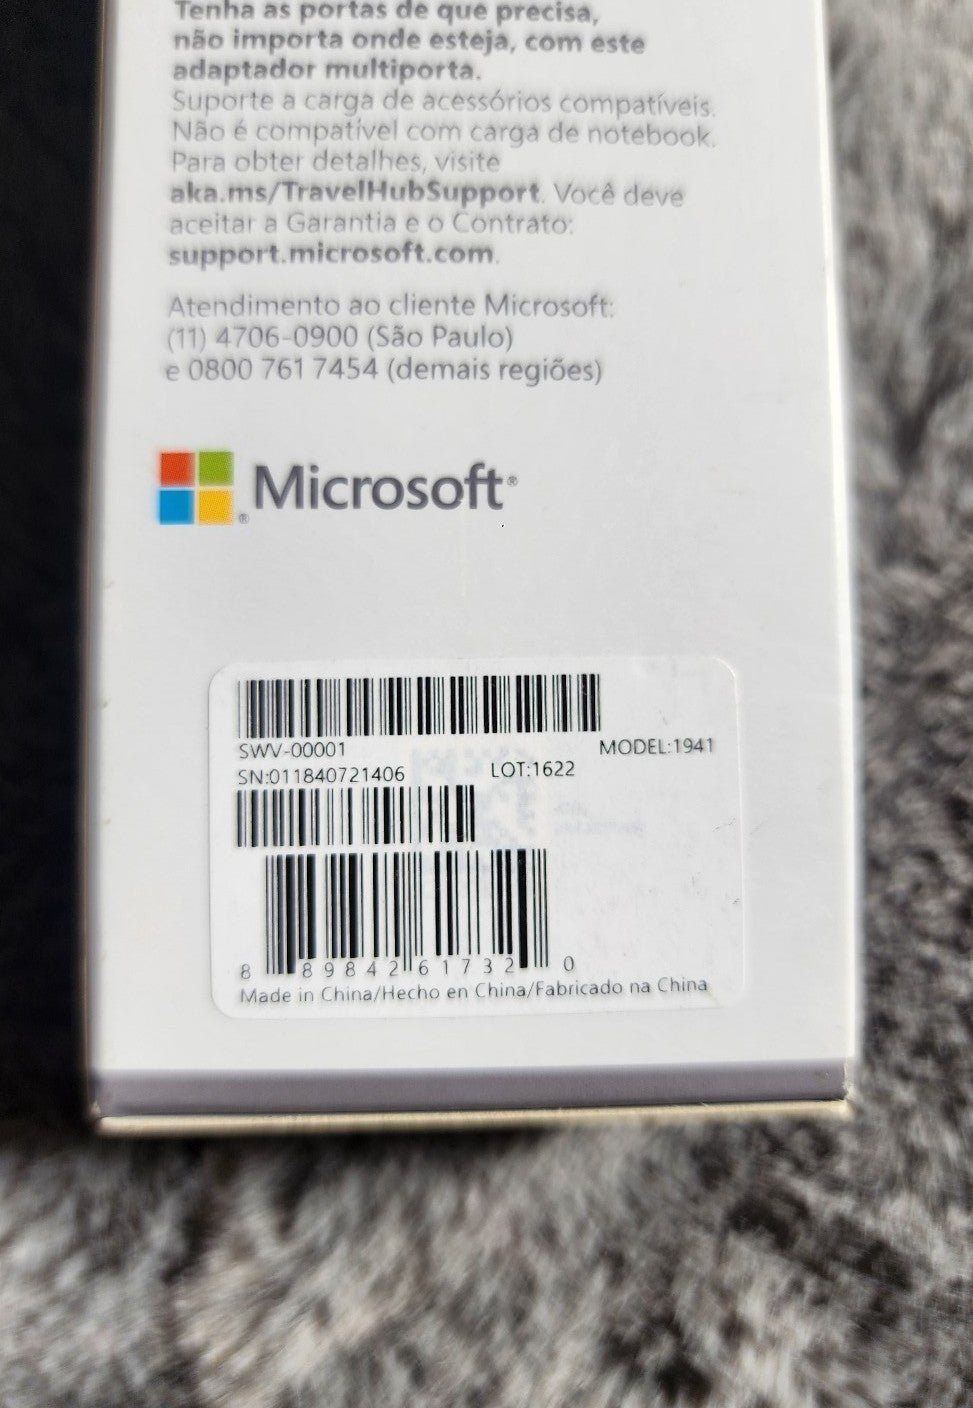 Tenha as portas de que precisa,
não importa onde esteja, com este
adaptador multiporta.
Suporte a carga de acessórios compatíveis.
Não é compatível com carga de notebook.
Para obter detalhes, visite
aka.ms/TravelHubSupport. Você deve
aceitar a Garantia e o Contrato:
support.microsoft.com.
Atendimento ao cliente Microsoft:
(11) 4706-0900 (São Paulo)
e 0800 761 7454 (demais regiões)
Microsoft®
SWV-00001 MODEL:1941
SN:011840721406 LOT:1622
8 89842 61732 0
Made in China/Hecho en China/Fabricado na China